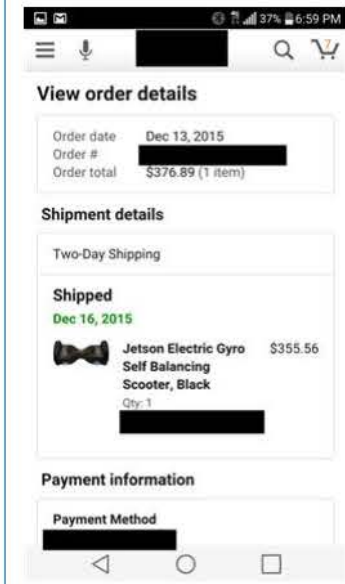 37% 6:59 PM
7
View order details
Order date Dec 13, 2015
Order #
Order total $376.89 (1 item)
Shipment details
Two-Day Shipping
Shipped
Dec 16, 2015
Jetson Electric Gyro $355.56
Self Balancing
Scooter, Black
Qty: 1
Payment information
Payment Method